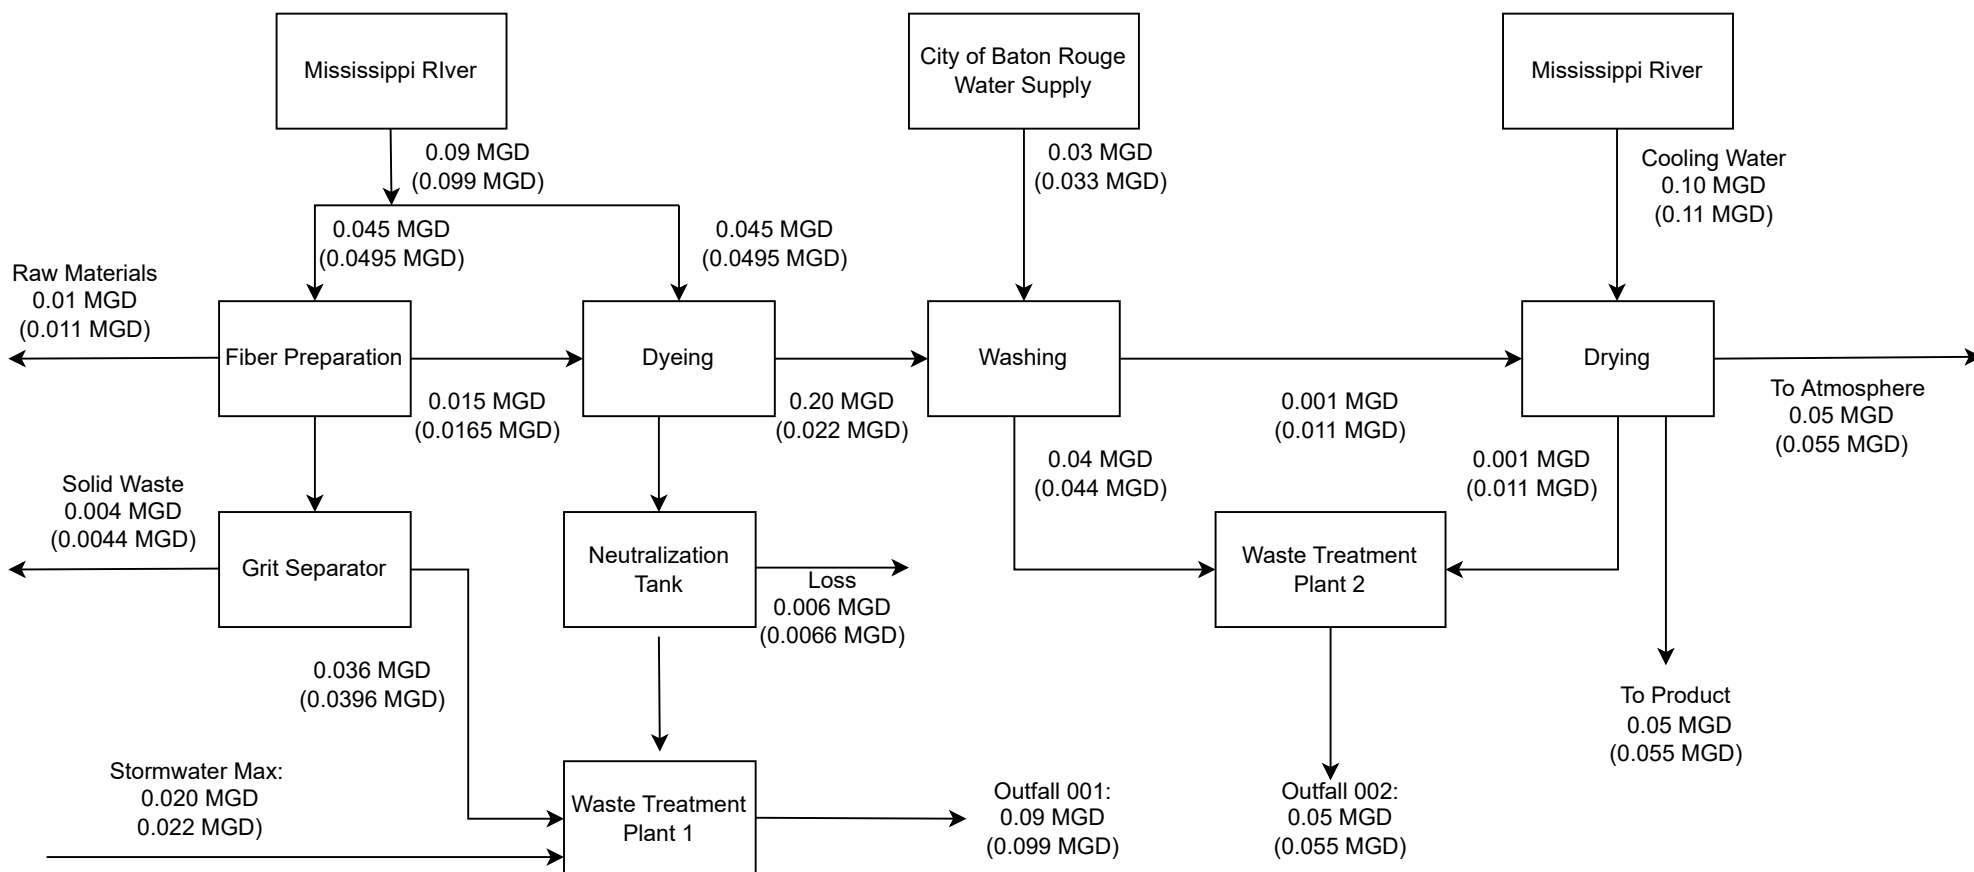 Mississippi RIver
City of Baton Rouge
Water Supply
Mississippi River
0.09 MGD
(0.099 MGD)
0.03 MGD
(0.033 MGD)
Cooling Water
0.10 MGD
(0.11 MGD)
0.045 MGD
(0.0495 MGD)
0.045 MGD
(0.0495 MGD)
Raw Materials
0.01 MGD
(0.011 MGD)
Fiber Preparation
Dyeing
Washing
Drying
To Atmosphere
0.05 MGD
(0.055 MGD)
0.015 MGD
(0.0165 MGD)
0.20 MGD
(0.022 MGD)
0.001 MGD
(0.011 MGD)
0.04 MGD
(0.044 MGD)
0.001 MGD
(0.011 MGD)
Solid Waste
0.004 MGD
(0.0044 MGD)
Grit Separator
Neutralization
Tank
Loss
0.006 MGD
(0.0066 MGD)
Waste Treatment
Plant 2
0.036 MGD
(0.0396 MGD)
To Product
0.05 MGD
(0.055 MGD)
Stormwater Max:
0.020 MGD
0.022 MGD)
Waste Treatment
Plant 1
Outfall 001:
0.09 MGD
(0.099 MGD)
Outfall 002:
0.05 MGD
(0.055 MGD)